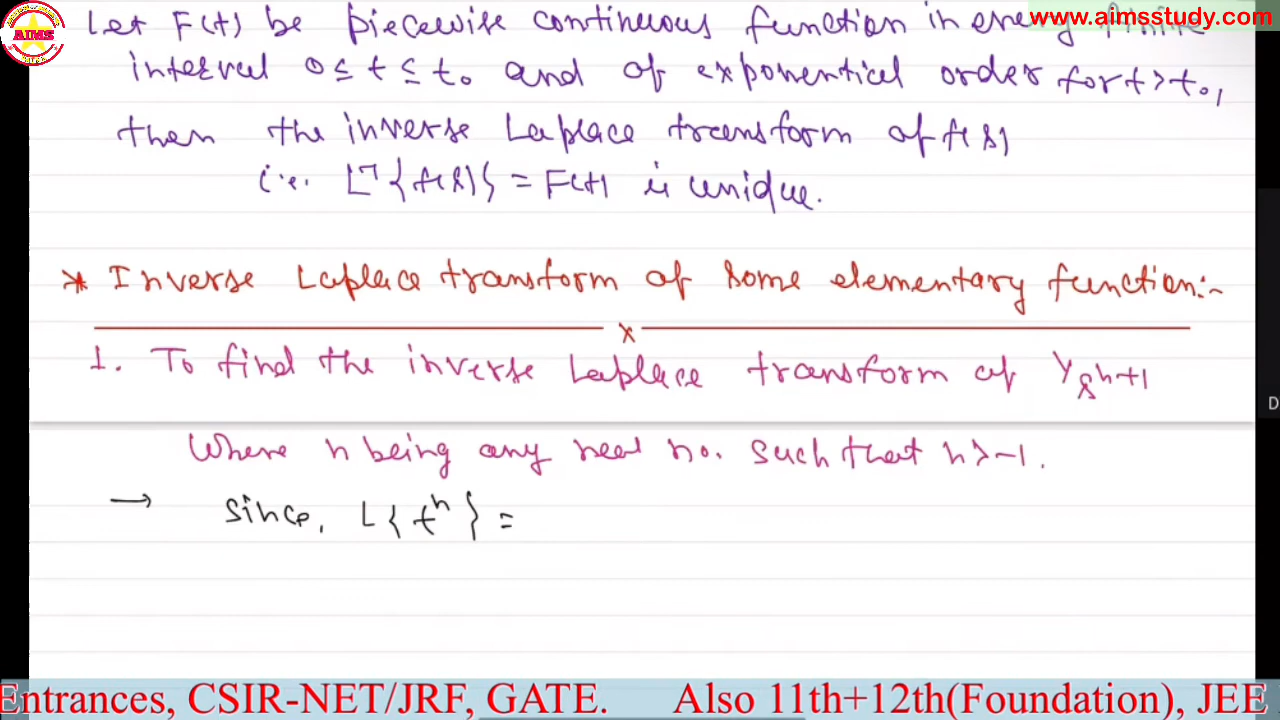 www.aimsstudy.com
AIMS
Let F(t) be piecewise continuous function in every finite
interval 0 ≤ t ≤ t₀ and of exponential order for t > t₀,
then the inverse Laplace transform of f(s)
i.e. L⁻¹{f(s)} = F(t) is unique.
* Inverse Laplace transform of some elementary function:-
x
1. To find the inverse Laplace transform of 1/sⁿ⁺¹
D
Where n being any real no. such that n > -1.
→ Since, L{tⁿ} =
Entrances, CSIR-NET/JRF, GATE. Also 11th+12th(Foundation), JEE